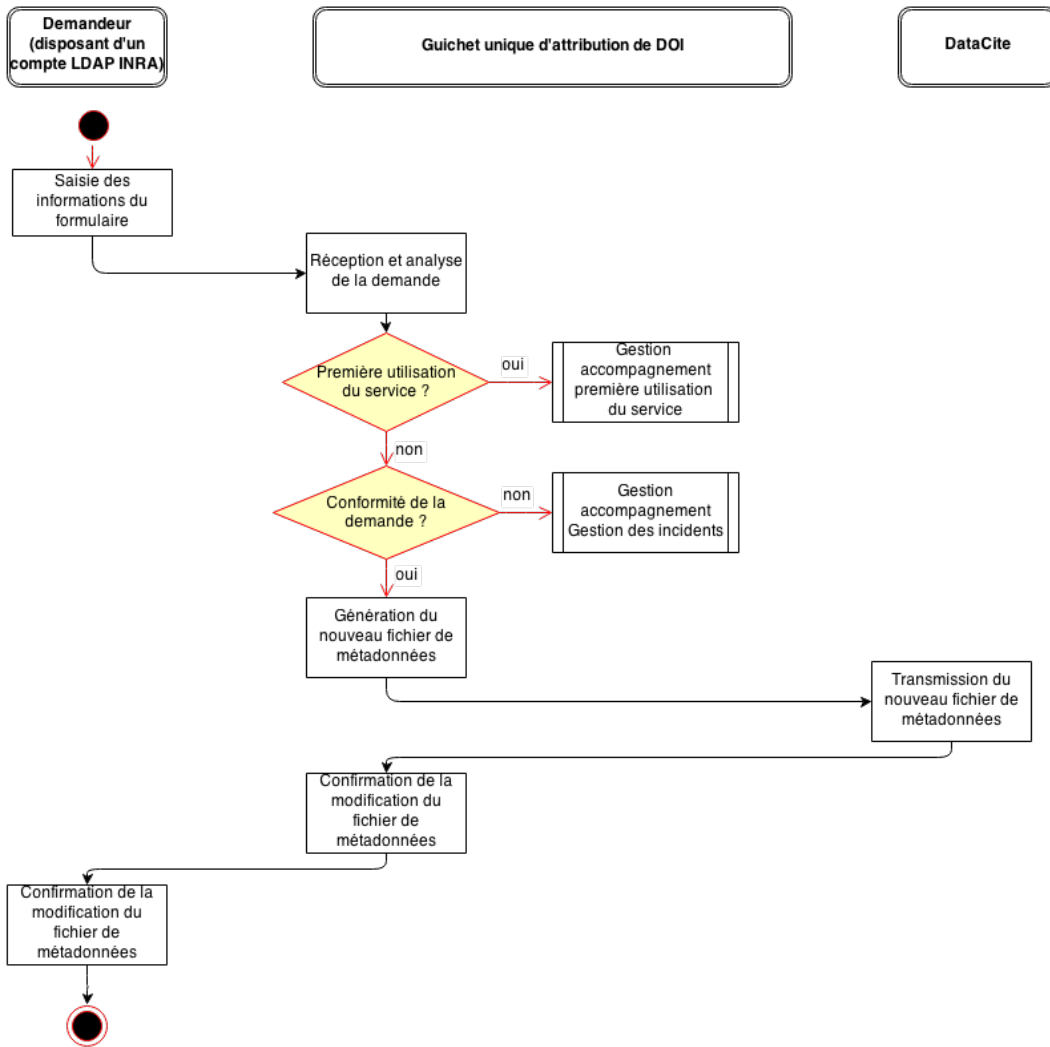 Demandeur
(disposant d'un
compte LDAP INRA)
Guichet unique d'attribution de DOI
DataCite
Saisie des
informations du
formulaire
Réception et analyse
de la demande
Première utilisation
du service ?
oui
Gestion
accompagnement
première utilisation
du service
non
Conformité de la
demande ?
non
Gestion
accompagnement
Gestion des incidents
oui
Génération du
nouveau fichier de
métadonnées
Transmission du
nouveau fichier de
métadonnées
Confirmation de la
modification du
fichier de
métadonnées
Confirmation de la
modification du
fichier de
métadonnées